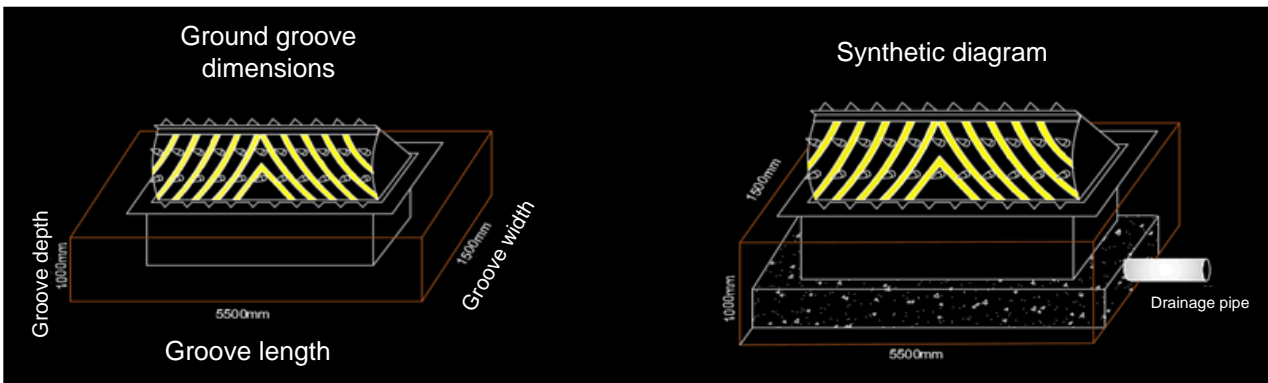 Ground groove
dimensions
Groove depth
1000mm
5500mm
1500mm
Groove width
Groove length
Synthetic diagram
1500mm
1000mm
5500mm
Drainage pipe